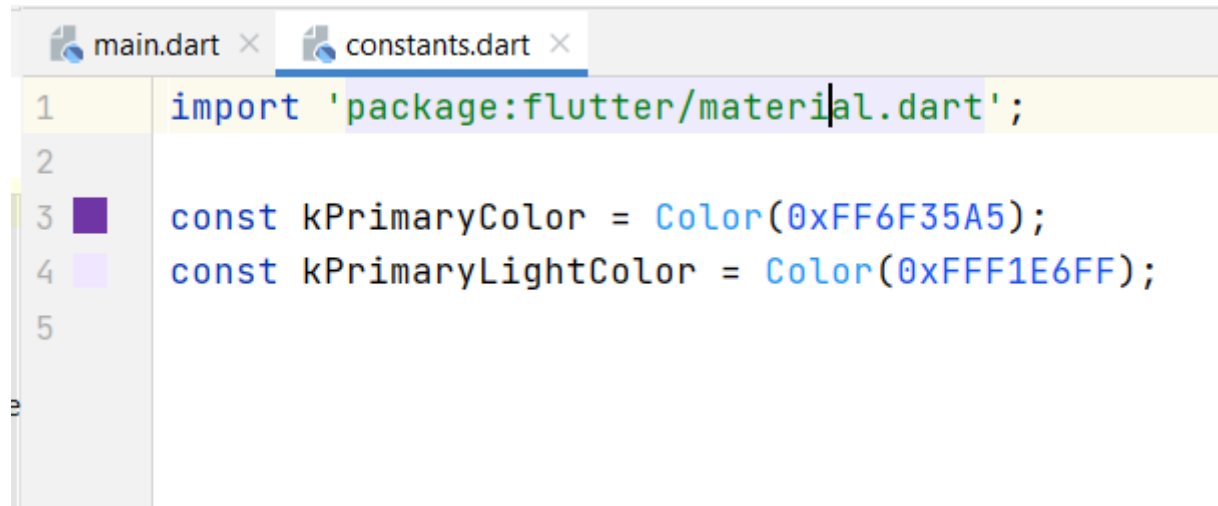 main.dart constants.dart
1 import 'package:flutter/material.dart';
2
3 const kPrimaryColor = Color(0xFF6F35A5);
4 const kPrimaryLightColor = Color(0xFFF1E6FF);
5
e